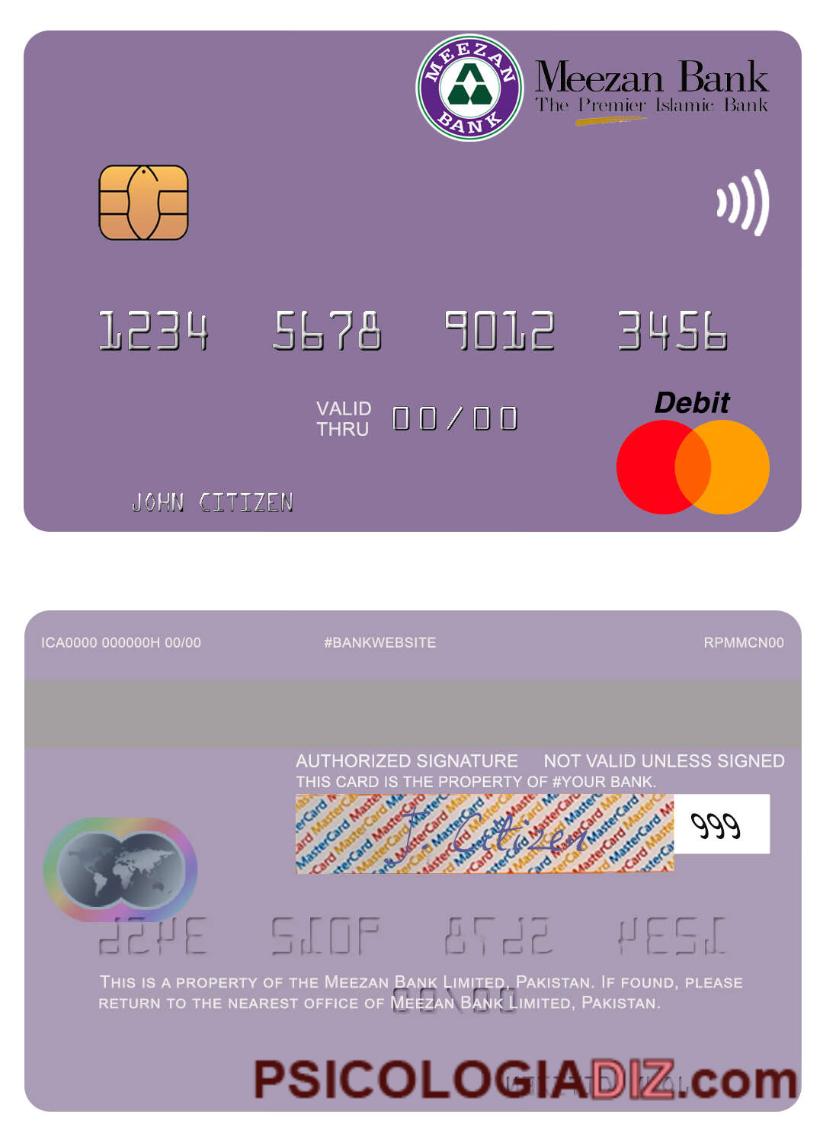 MEEZAN BANK
Meezan Bank
The Premier Islamic Bank
1234 5678 9012 3456
Debit
VALID THRU 00/00
JOHN CITIZEN
ICA0000 000000H 00/00 #BANKWEBSITE RPMMCN00
AUTHORIZED SIGNATURE NOT VALID UNLESS SIGNED
THIS CARD IS THE PROPERTY OF #YOUR BANK.
MasterCard MasterCard MasterCard
J. Citizen
999
THIS IS A PROPERTY OF THE MEEZAN BANK LIMITED, PAKISTAN. IF FOUND, PLEASE
RETURN TO THE NEAREST OFFICE OF MEEZAN BANK LIMITED, PAKISTAN.
PSICOLOGIADIZ.com